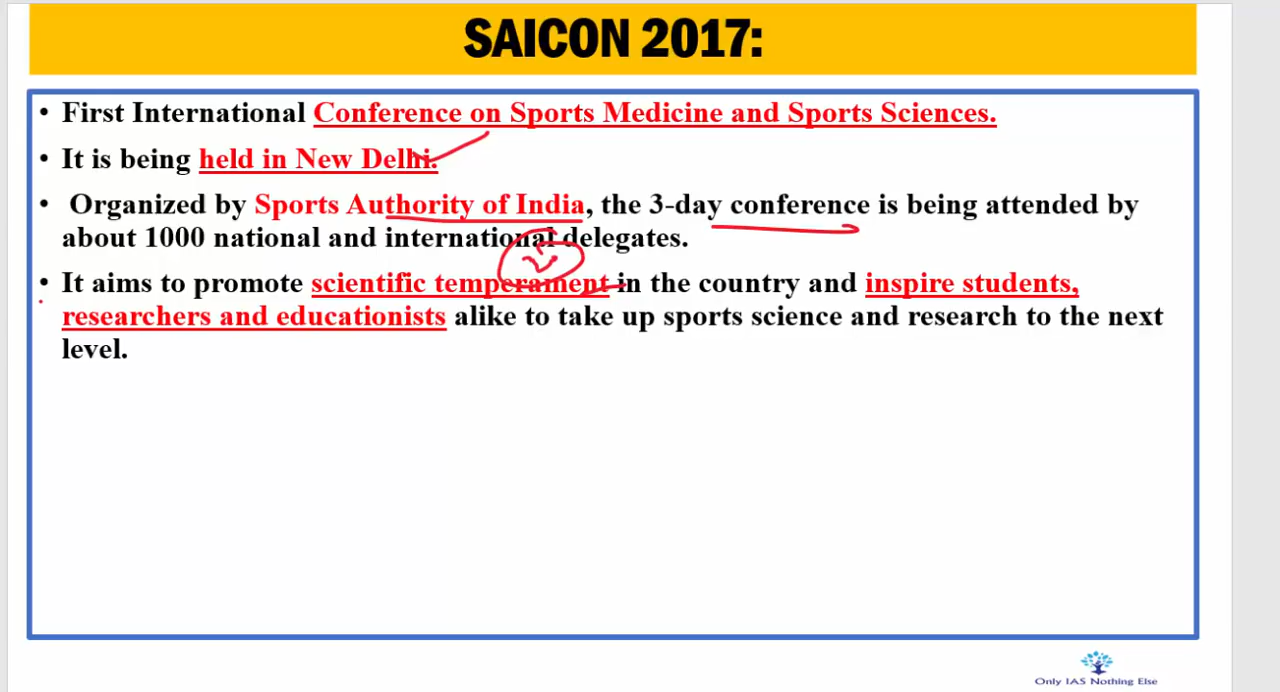 SAICON 2017:
• First International Conference on Sports Medicine and Sports Sciences.
• It is being held in New Delhi.
• Organized by Sports Authority of India, the 3-day conference is being attended by
about 1000 national and international delegates.
• It aims to promote scientific temperament in the country and inspire students,
researchers and educationists alike to take up sports science and research to the next
level.
Only IAS Nothing Else